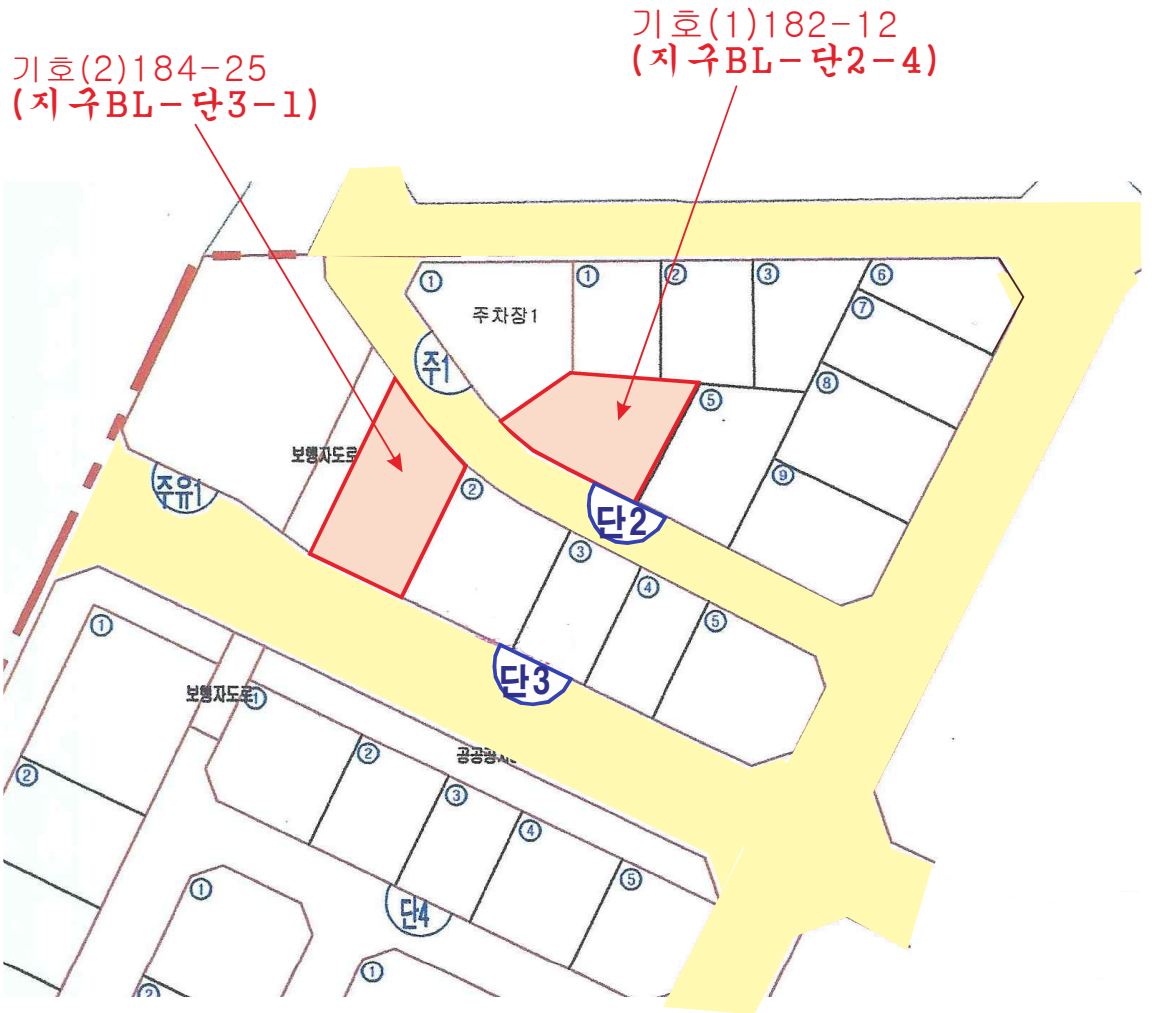 기호(1)182-12
(지구BL-단2-4)
기호(2)184-25
(지구BL-단3-1)
① ① ② ③ ⑥
⑦
주차장1
주1
⑧
⑤
보행자도로
②
⑨
주유1
단2
③
④
①
⑤
단3
보행자도로
①
②
②
③
④
⑤
①
단4
①
②